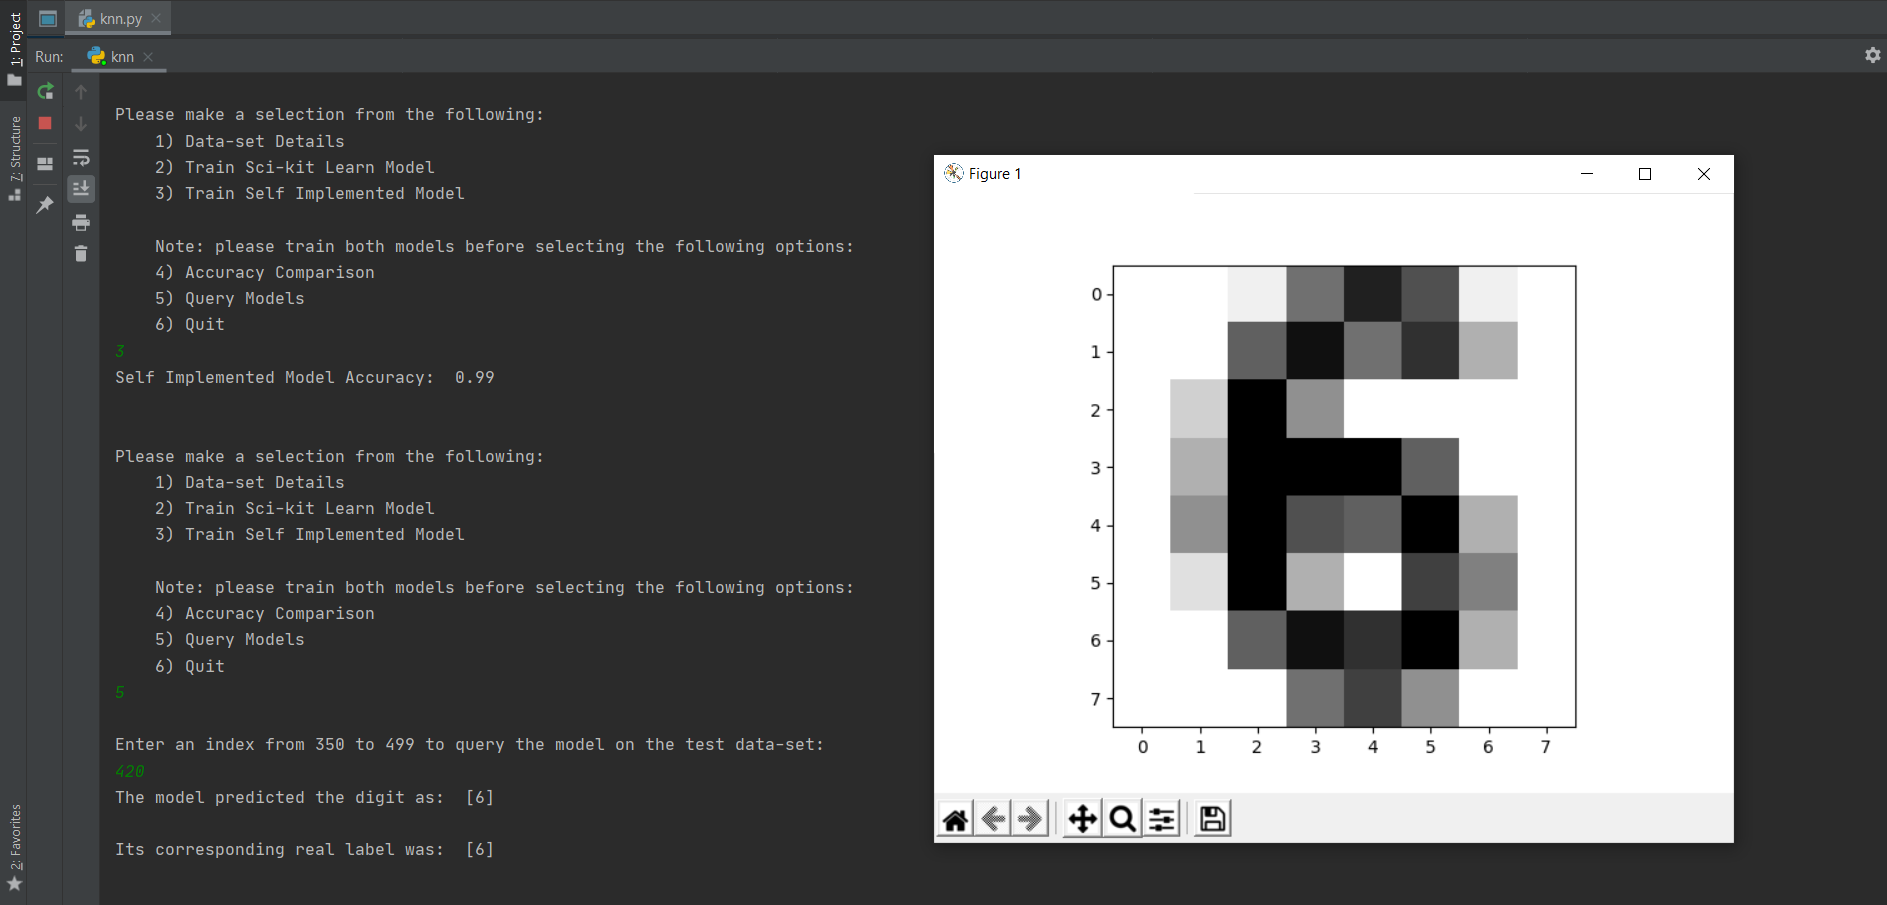 knn.py
Run: knn
1: Project
7: Structure
2: Favorites
Please make a selection from the following:
1) Data-set Details
2) Train Sci-kit Learn Model
3) Train Self Implemented Model
Note: please train both models before selecting the following options:
4) Accuracy Comparison
5) Query Models
6) Quit
3
Self Implemented Model Accuracy:  0.99
Please make a selection from the following:
1) Data-set Details
2) Train Sci-kit Learn Model
3) Train Self Implemented Model
Note: please train both models before selecting the following options:
4) Accuracy Comparison
5) Query Models
6) Quit
5
Enter an index from 350 to 499 to query the model on the test data-set:
420
The model predicted the digit as:  [6]
Its corresponding real label was:  [6]
Figure 1
0
1
2
3
4
5
6
7
0 1 2 3 4 5 6 7